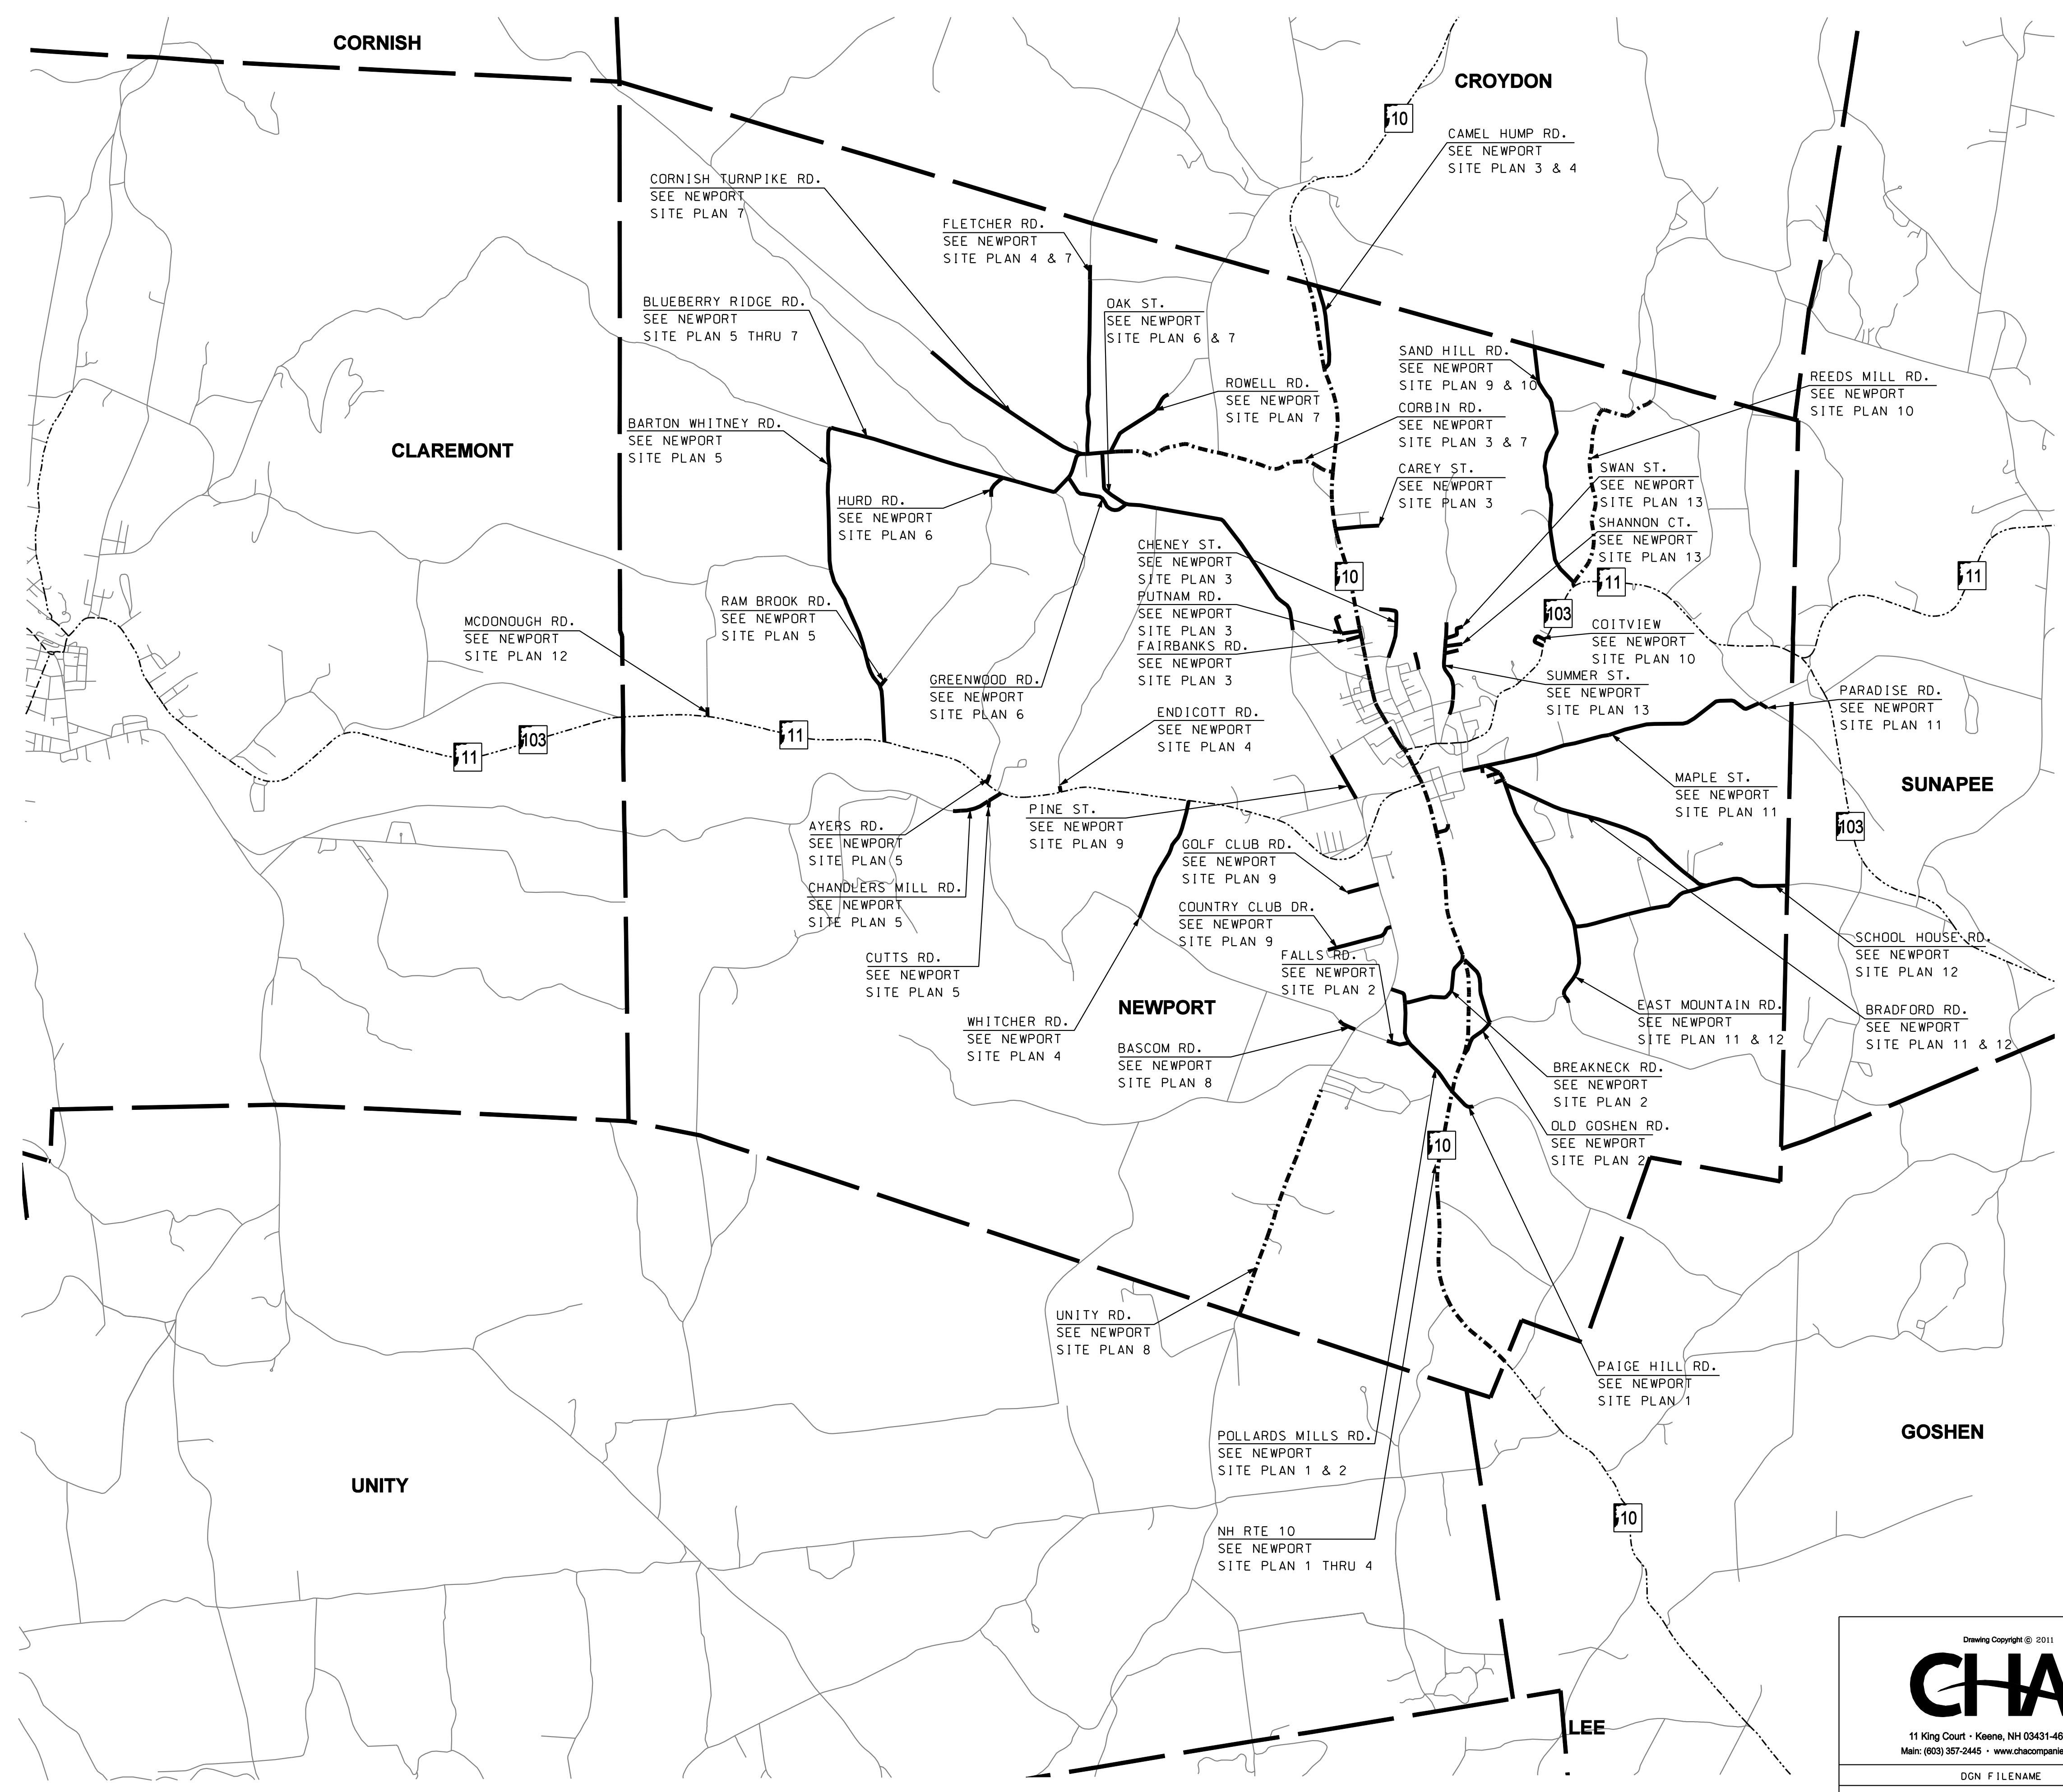 CORNISH
CROYDON
10
CAMEL HUMP RD.
SEE NEWPORT
SITE PLAN 3 & 4
CORNISH TURNPIKE RD.
SEE NEWPORT
SITE PLAN 7
FLETCHER RD.
SEE NEWPORT
SITE PLAN 4 & 7
BLUEBERRY RIDGE RD.
SEE NEWPORT
SITE PLAN 5 THRU 7
OAK ST.
SEE NEWPORT
SITE PLAN 6 & 7
SAND HILL RD.
SEE NEWPORT
SITE PLAN 9 & 10
REEDS MILL RD.
SEE NEWPORT
SITE PLAN 10
ROWELL RD.
SEE NEWPORT
SITE PLAN 7
CORBIN RD.
SEE NEWPORT
SITE PLAN 3 & 7
BARTON WHITNEY RD.
SEE NEWPORT
SITE PLAN 5
CLAREMONT
CAREY ST.
SEE NEWPORT
SITE PLAN 3
SWAN ST.
SEE NEWPORT
SITE PLAN 13
HURD RD.
SEE NEWPORT
SITE PLAN 6
SHANNON CT.
SEE NEWPORT
SITE PLAN 13
CHENEY ST.
SEE NEWPORT
SITE PLAN 3
10
11
11
PUTNAM RD.
SEE NEWPORT
SITE PLAN 3
RAM BROOK RD.
SEE NEWPORT
SITE PLAN 5
103
MCDONOUGH RD.
SEE NEWPORT
SITE PLAN 12
COITVIEW
SEE NEWPORT
SITE PLAN 10
FAIRBANKS RD.
SEE NEWPORT
SITE PLAN 3
GREENWOOD RD.
SEE NEWPORT
SITE PLAN 6
SUMMER ST.
SEE NEWPORT
SITE PLAN 13
PARADISE RD.
SEE NEWPORT
SITE PLAN 11
ENDICOTT RD.
SEE NEWPORT
SITE PLAN 4
11
103
11
MAPLE ST.
SEE NEWPORT
SITE PLAN 11
SUNAPEE
103
PINE ST.
SEE NEWPORT
SITE PLAN 9
AYERS RD.
SEE NEWPORT
SITE PLAN 5
GOLF CLUB RD.
SEE NEWPORT
SITE PLAN 9
CHANDLERS MILL RD.
SEE NEWPORT
SITE PLAN 5
COUNTRY CLUB DR.
SEE NEWPORT
SITE PLAN 9
CUTTS RD.
SEE NEWPORT
SITE PLAN 5
FALLS RD.
SEE NEWPORT
SITE PLAN 2
SCHOOL HOUSE RD.
SEE NEWPORT
SITE PLAN 12
NEWPORT
EAST MOUNTAIN RD.
SEE NEWPORT
SITE PLAN 11 & 12
BRADFORD RD.
SEE NEWPORT
SITE PLAN 11 & 12
WHITCHER RD.
SEE NEWPORT
SITE PLAN 4
BASCOM RD.
SEE NEWPORT
SITE PLAN 8
BREAKNECK RD.
SEE NEWPORT
SITE PLAN 2
OLD GOSHEN RD.
SEE NEWPORT
SITE PLAN 2
10
UNITY RD.
SEE NEWPORT
SITE PLAN 8
PAIGE HILL RD.
SEE NEWPORT
SITE PLAN 1
POLLARDS MILLS RD.
SEE NEWPORT
SITE PLAN 1 & 2
GOSHEN
UNITY
10
NH RTE 10
SEE NEWPORT
SITE PLAN 1 THRU 4
LEE
Drawing Copyright © 2011
CHA
11 King Court · Keene, NH 03431-46
Main: (603) 357-2445 · www.chacompanie
DGN FILENAME